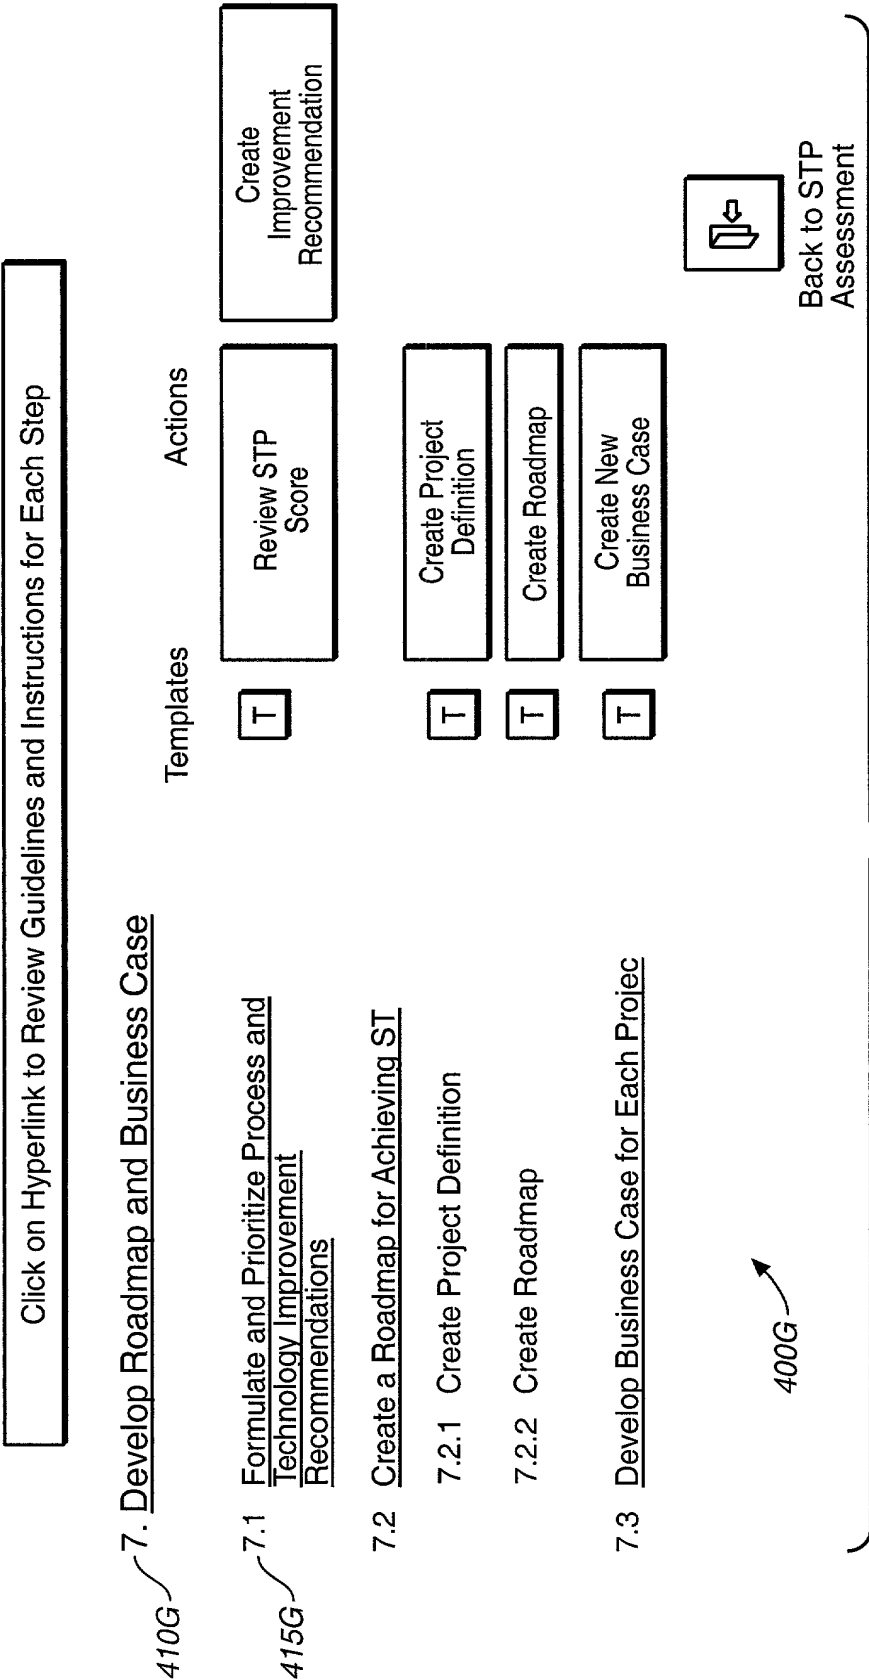 Click on Hyperlink to Review Guidelines and Instructions for Each Step
Templates
Actions
410G
7. Develop Roadmap and Business Case
415G
7.1 Formulate and Prioritize Process and
Technology Improvement
Recommendations
T
Review STP
Score
Create
Improvement
Recommendation
7.2 Create a Roadmap for Achieving ST
7.2.1 Create Project Definition
T
Create Project
Definition
7.2.2 Create Roadmap
T
Create Roadmap
7.3 Develop Business Case for Each Projec
T
Create New
Business Case
400G
Back to STP
Assessment